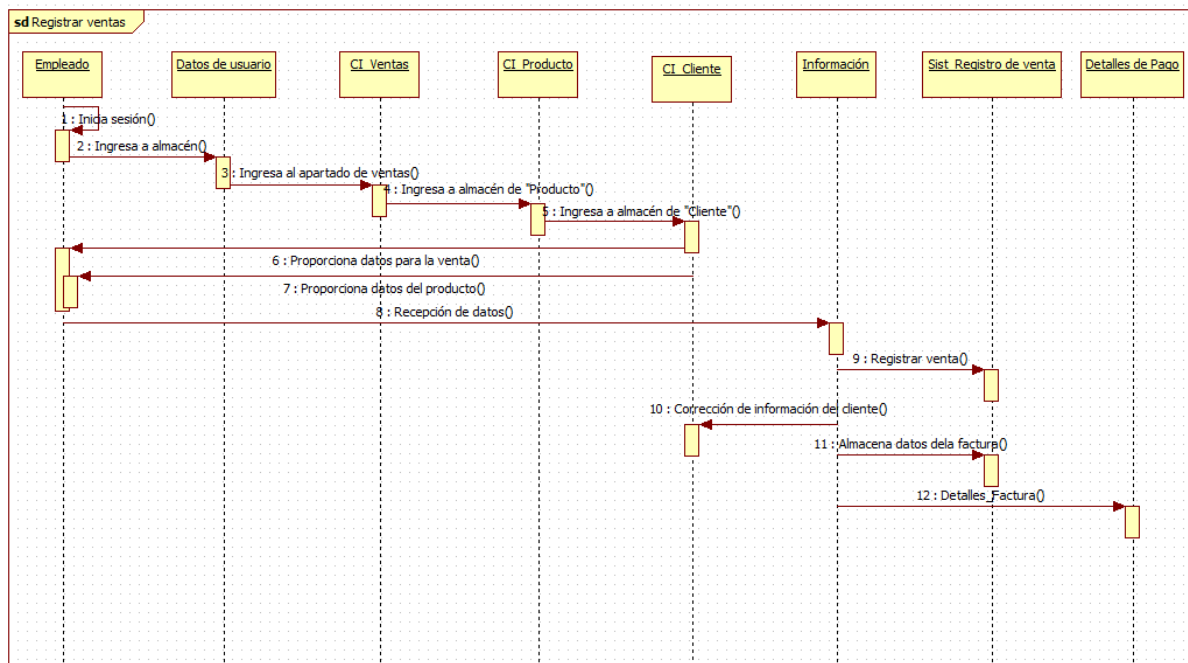 sd Registrar ventas
Empleado
Datos de usuario
CI_Ventas
CI_Producto
CI_Cliente
Información
Sist_Registro de venta
Detalles de Pago
1 : Inicia sesión()
2 : Ingresa a almacén()
3 : Ingresa al apartado de ventas()
4 : Ingresa a almacén de "Producto"()
5 : Ingresa a almacén de "Cliente"()
6 : Proporciona datos para la venta()
7 : Proporciona datos del producto()
8 : Recepción de datos()
9 : Registrar venta()
10 : Corrección de información del cliente()
11 : Almacena datos dela factura()
12 : Detalles_Factura()